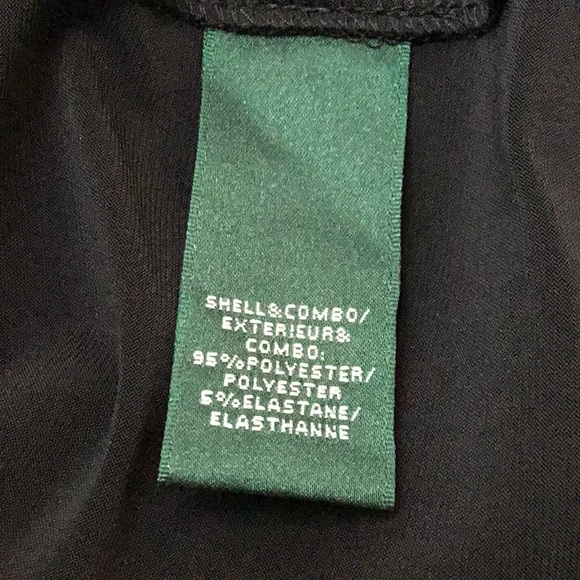 SHELL&COMBO/
EXTERIEUR&
COMBO:
95%POLYESTER/
POLYESTER
5%ELASTANE/
ELASTHANNE